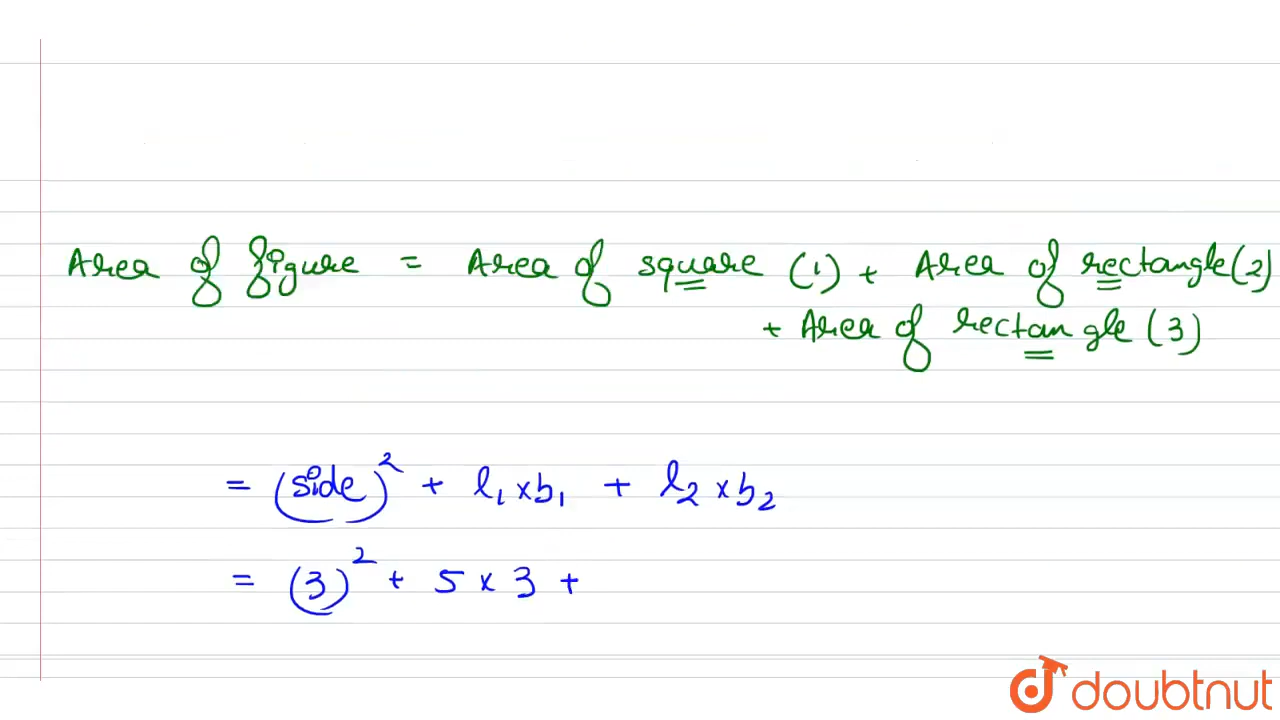 Area of figure = Area of square (1) + Area of rectangle (2)
+ Area of rectangle (3)
= (side)² + l₁ × b₁ + l₂ × b₂
= (3)² + 5 × 3 +
doubtnut